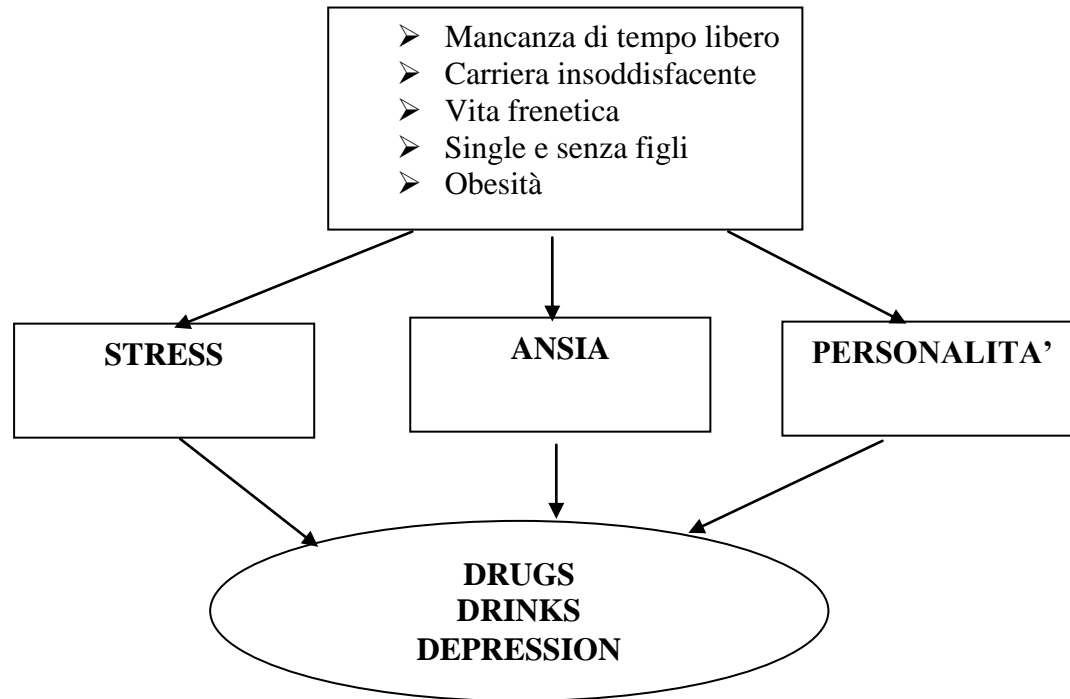 ➢ Mancanza di tempo libero
➢ Carriera insoddisfacente
➢ Vita frenetica
➢ Single e senza figli
➢ Obesità
STRESS
ANSIA
PERSONALITA’
DRUGS
DRINKS
DEPRESSION